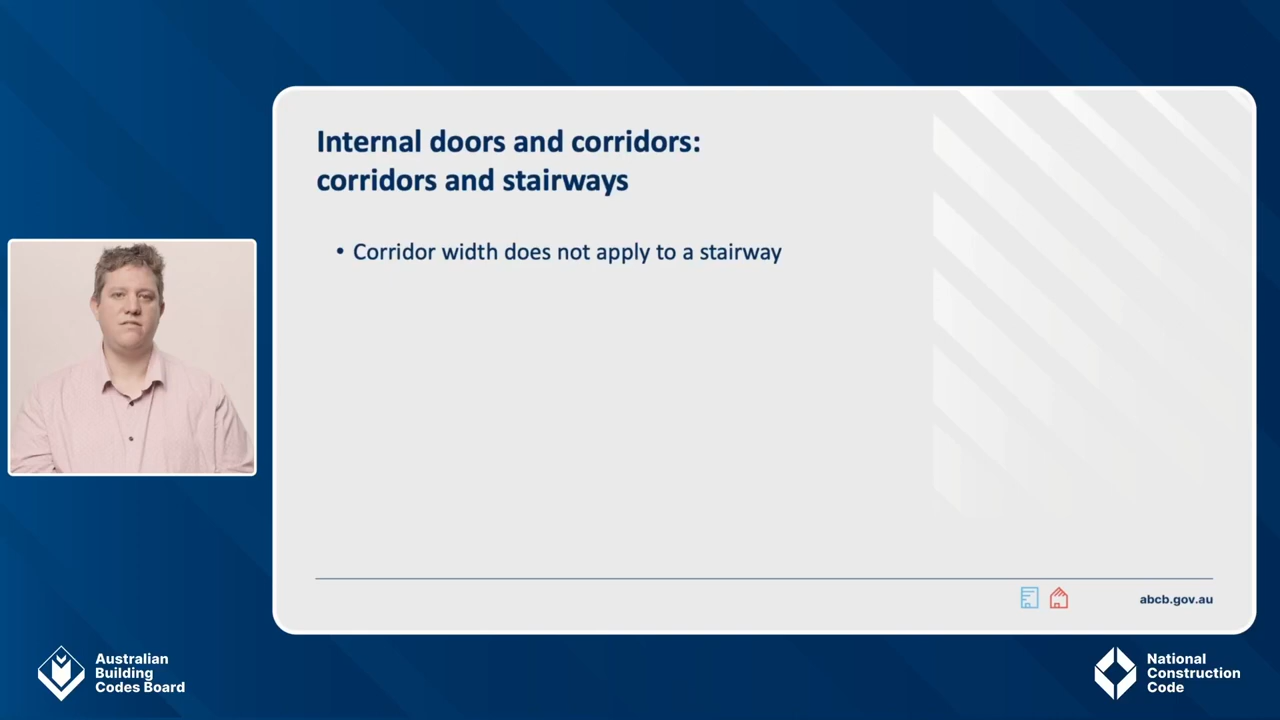 Internal doors and corridors:
corridors and stairways
• Corridor width does not apply to a stairway
abcb.gov.au
Australian
Building
Codes Board
National
Construction
Code